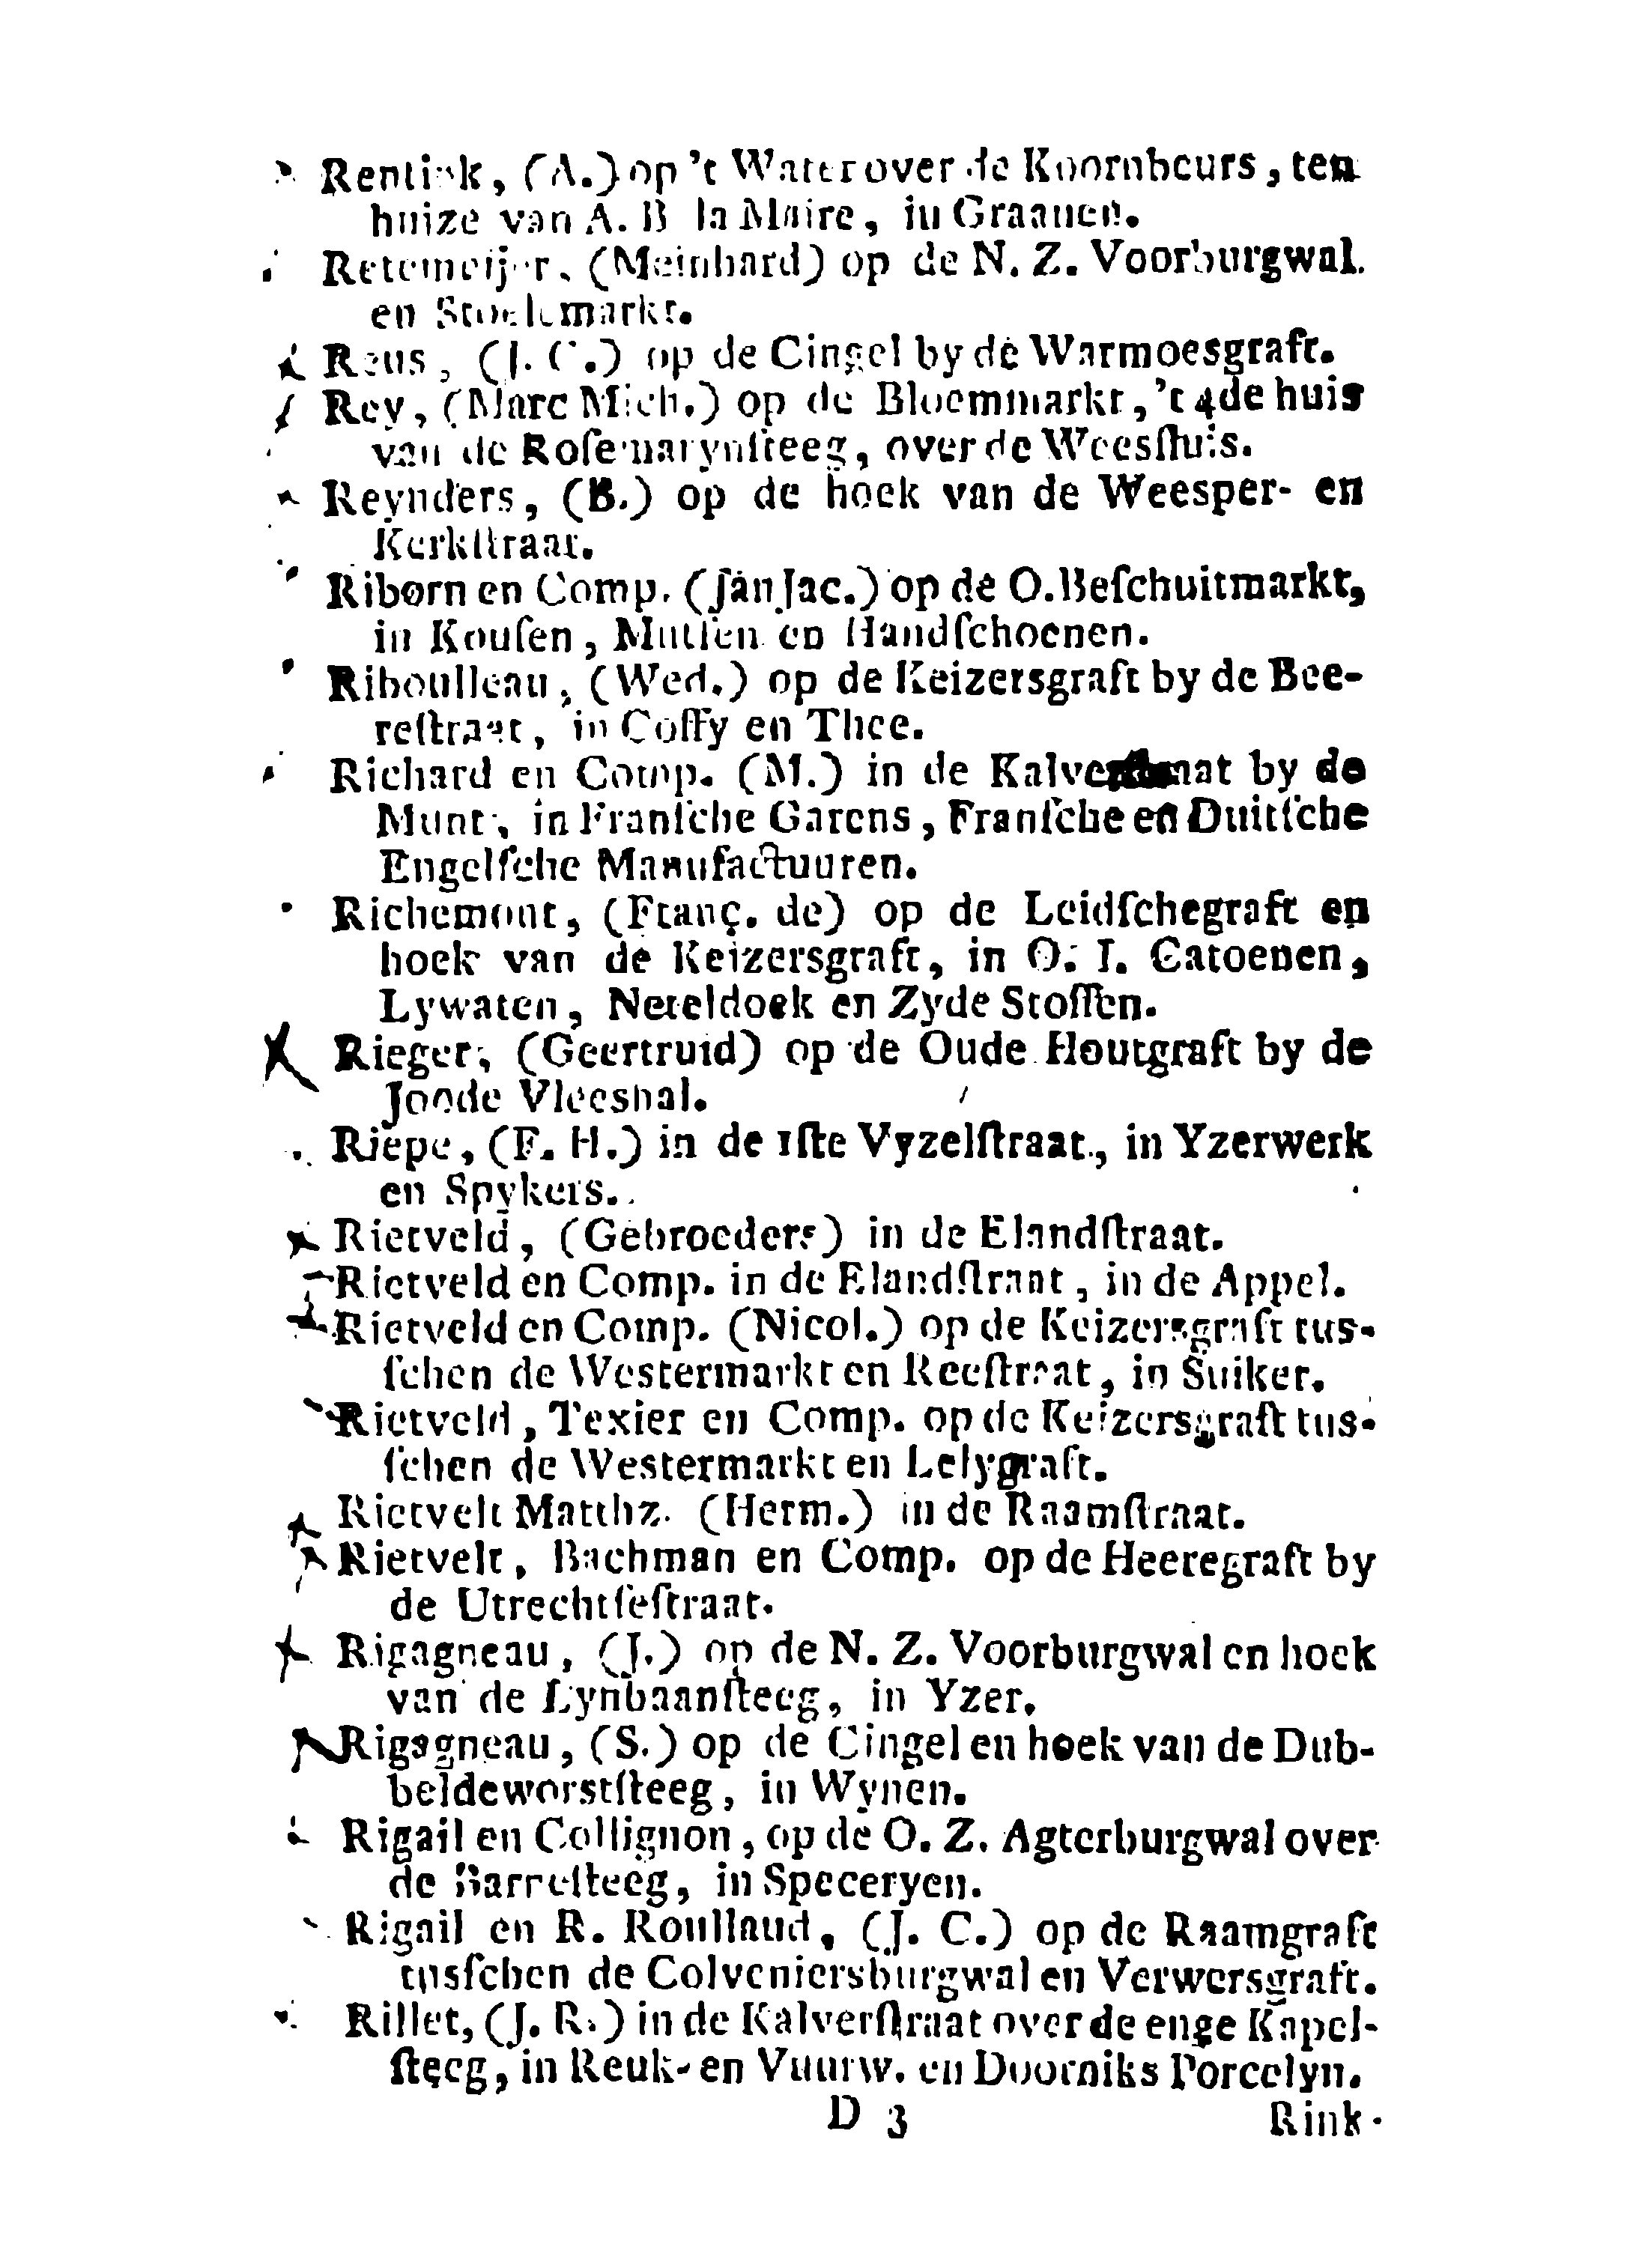 Rentink, (A.) op 't Water over de Koornbeurs, ten
huize van A. B la Maire, in Graanen.
Retemeijer, (Meinhard) op de N. Z. Voorburgwal.
en Stoelemarkt.
Reus, (J. C.) op de Cingel by de Warmoesgraft.
Rey, (Marc Mich.) op de Bloemmarkt, 't 4de huis
van de Roſemarynſteeg, over de Weesſluis.
Reynders, (B.) op de hoek van de Weesper- en
Kerkſtraat.
Riborn en Comp. (Jan Jac.) op de O. Beſchuitmarkt,
in Kouſen, Mutſen en Handſchoenen.
Riboulleau, (Wed.) op de Keizersgraft by de Bee-
reſtraat, in Coffy en Thee.
Richard en Comp. (M.) in de Kalverſtraat by de
Munt, in Franſche Garens, Franſche en Duitſche
Engelſche Manufactuuren.
Richemont, (Franç. de) op de Leidſchegraft en
hoek van de Keizersgraft, in O. I. Catoenen,
Lywaten, Neteldoek en Zyde Stoffen.
Rieger, (Geertruid) op de Oude Houtgraft by de
Joode Vleeshal.
Riepe, (F. H.) in de 1ſte Vyzelſtraat, in Yzerwerk
en Spykers.
Rietveld, (Gebroeders) in de Elandſtraat.
Rietveld en Comp. in de Elandſtraat, in de Appel.
Rietveld en Comp. (Nicol.) op de Keizersgraft tus-
ſchen de Westermarkt en Reeſtraat, in Suiker.
Rietveld, Texier en Comp. op de Keizersgraft tus-
ſchen de Westermarkt en Lelygraft.
Rietvelt Matthz. (Herm.) in de Raamſtraat.
Rietvelt, Bachman en Comp. op de Heeregraft by
de Utrechtſeſtraat.
Rigagneau, (J.) op de N. Z. Voorburgwal en hoek
van de Lynbaanſteeg, in Yzer.
Rigagneau, (S.) op de Cingel en hoek van de Dub-
beldeworstſteeg, in Wynen.
Rigail en Collignon, op de O. Z. Agterburgwal over
de Barreſteeg, in Speceryen.
Rigail en R. Roullaud, (J. C.) op de Raamgraft
tusſchen de Colveniersburgwal en Verwersgraft.
Rillet, (J. R.) in de Kalverſtraat over de enge Kapel-
ſteeg, in Reuk- en Vuurw. en Doorniks Porcelyn.
D 3 Rink-